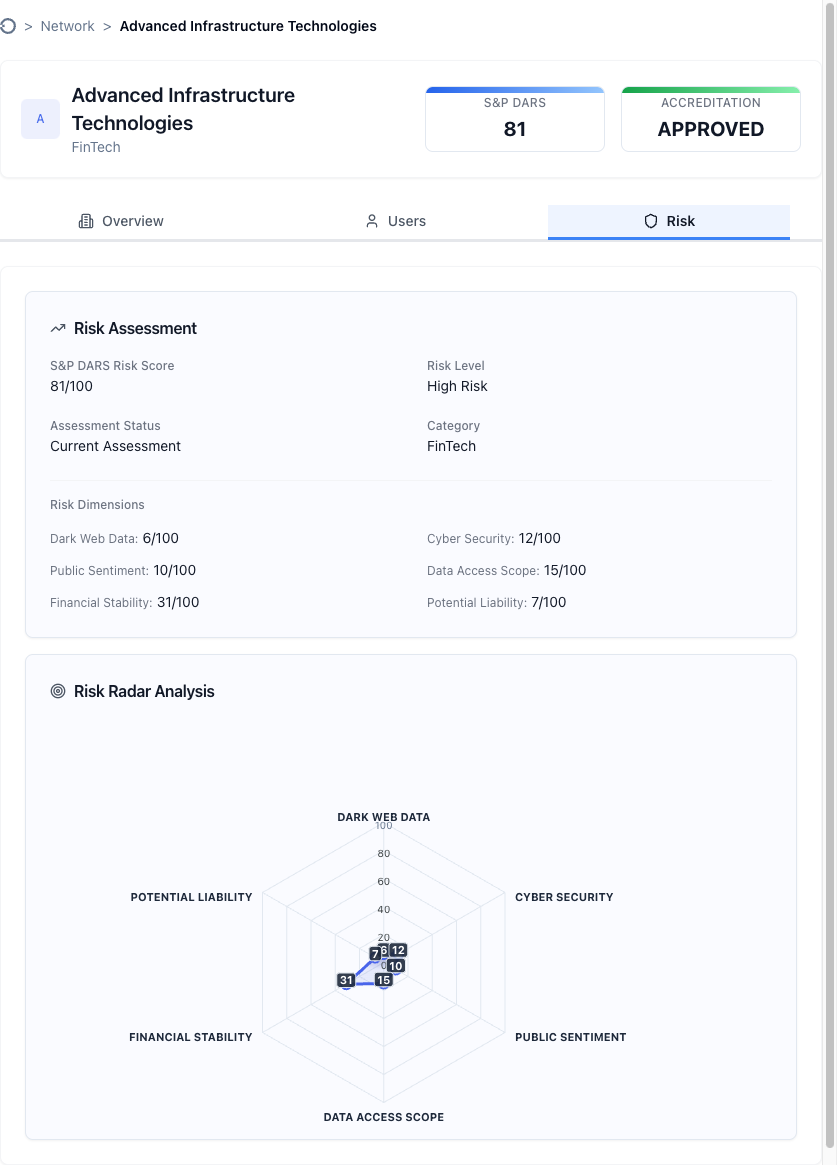 > Network > Advanced Infrastructure Technologies
A
Advanced Infrastructure
Technologies
FinTech
S&P DARS
81
ACCREDITATION
APPROVED
Overview
Users
Risk
Risk Assessment
S&P DARS Risk Score
81/100
Risk Level
High Risk
Assessment Status
Current Assessment
Category
FinTech
Risk Dimensions
Dark Web Data: 6/100
Cyber Security: 12/100
Public Sentiment: 10/100
Data Access Scope: 15/100
Financial Stability: 31/100
Potential Liability: 7/100
Risk Radar Analysis
DARK WEB DATA
100
80
60
40
20
0
POTENTIAL LIABILITY
CYBER SECURITY
7
6
12
10
31
15
FINANCIAL STABILITY
PUBLIC SENTIMENT
DATA ACCESS SCOPE